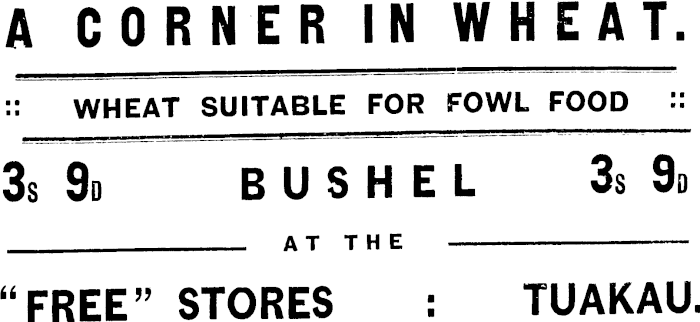 A CORNER IN WHEAT.
:: WHEAT SUITABLE FOR FOWL FOOD ::
3S 9D BUSHEL 3S 9D
AT THE
"FREE" STORES : TUAKAU.